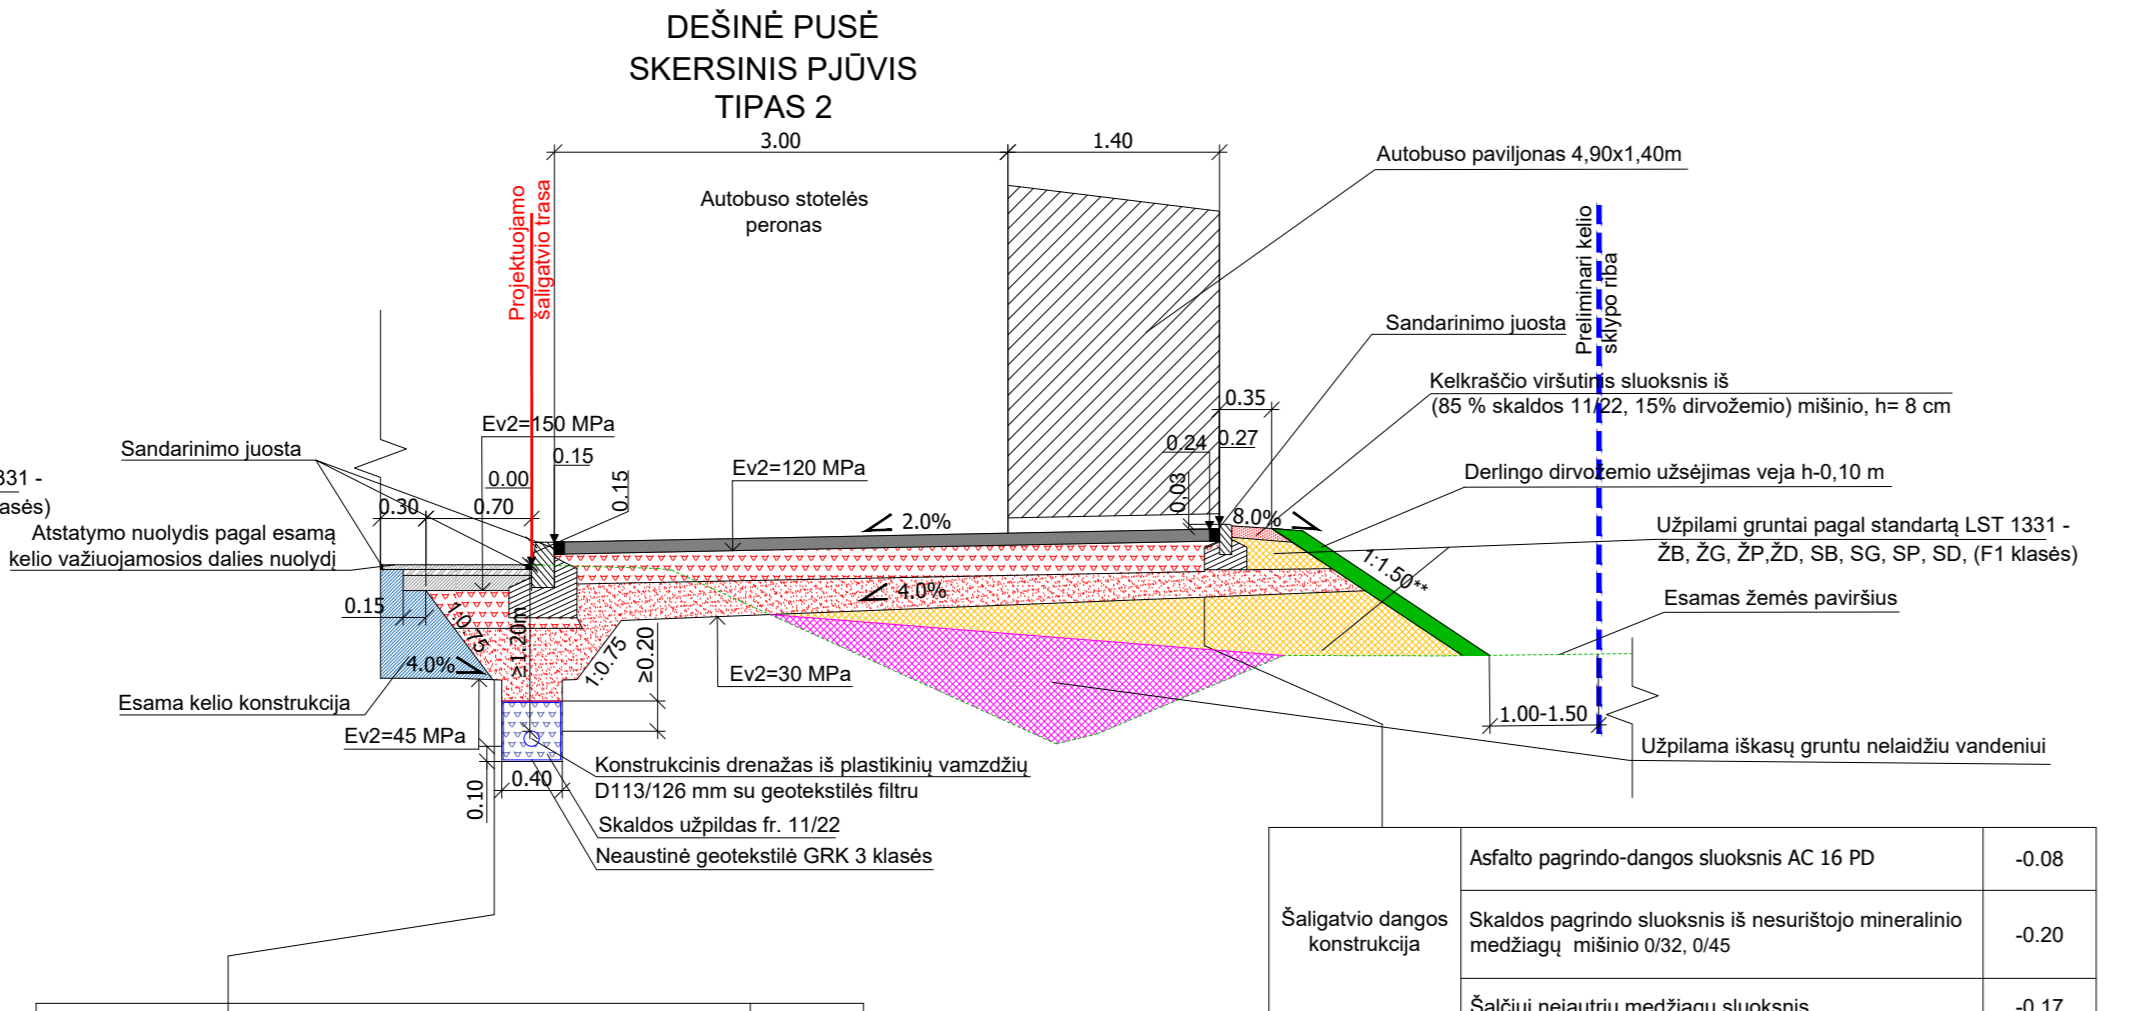 DEŠINĖ PUSĖ
SKERSINIS PJŪVIS
TIPAS 2
3.00
1.40
Autobuso paviljonas 4,90x1,40m
Autobuso stotelės
peronas
Projektuojamo
šaligatvio trasa
Preliminari kelio
sklypo riba
Sandarinimo juosta
Kelkraščio viršutinis sluoksnis iš
(85 % skaldos 11/22, 15% dirvožemio) mišinio, h= 8 cm
0.35
Ev2=150 MPa
Sandarinimo juosta
0.15
0.24
0.27
331 -
lasės)
0.00
0.15
Ev2=120 MPa
0,03
Derlingo dirvožemio užsėjimas veja h-0,10 m
0.30
0.70
2.0%
8.0%
Atstatymo nuolydis pagal esamą
kelio važiuojamosios dalies nuolydį
Užpilami gruntai pagal standartą LST 1331 -
ŽB, ŽG, ŽP,ŽD, SB, SG, SP, SD, (F1 klasės)
1:1.50**
4.0%
0.15
1:0.75
≥1.20m
Esamas žemės paviršius
4.0%
1:0.75
≥0.20
Ev2=30 MPa
Esama kelio konstrukcija
1.00-1.50
Ev2=45 MPa
Užpilama iškasų gruntu nelaidžiu vandeniui
0.10
0.40
Konstrukcinis drenažas iš plastikinių vamzdžių
D113/126 mm su geotekstilės filtru
Skaldos užpildas fr. 11/22
Neaustinė geotekstilė GRK 3 klasės
Šaligatvio dangos
konstrukcija
Asfalto pagrindo-dangos sluoksnis AC 16 PD
-0.08
Skaldos pagrindo sluoksnis iš nesurištojo mineralinio
medžiagų mišinio 0/32, 0/45
-0.20
Šalčiui nejautrių medžiagų sluoksnis
-0.17